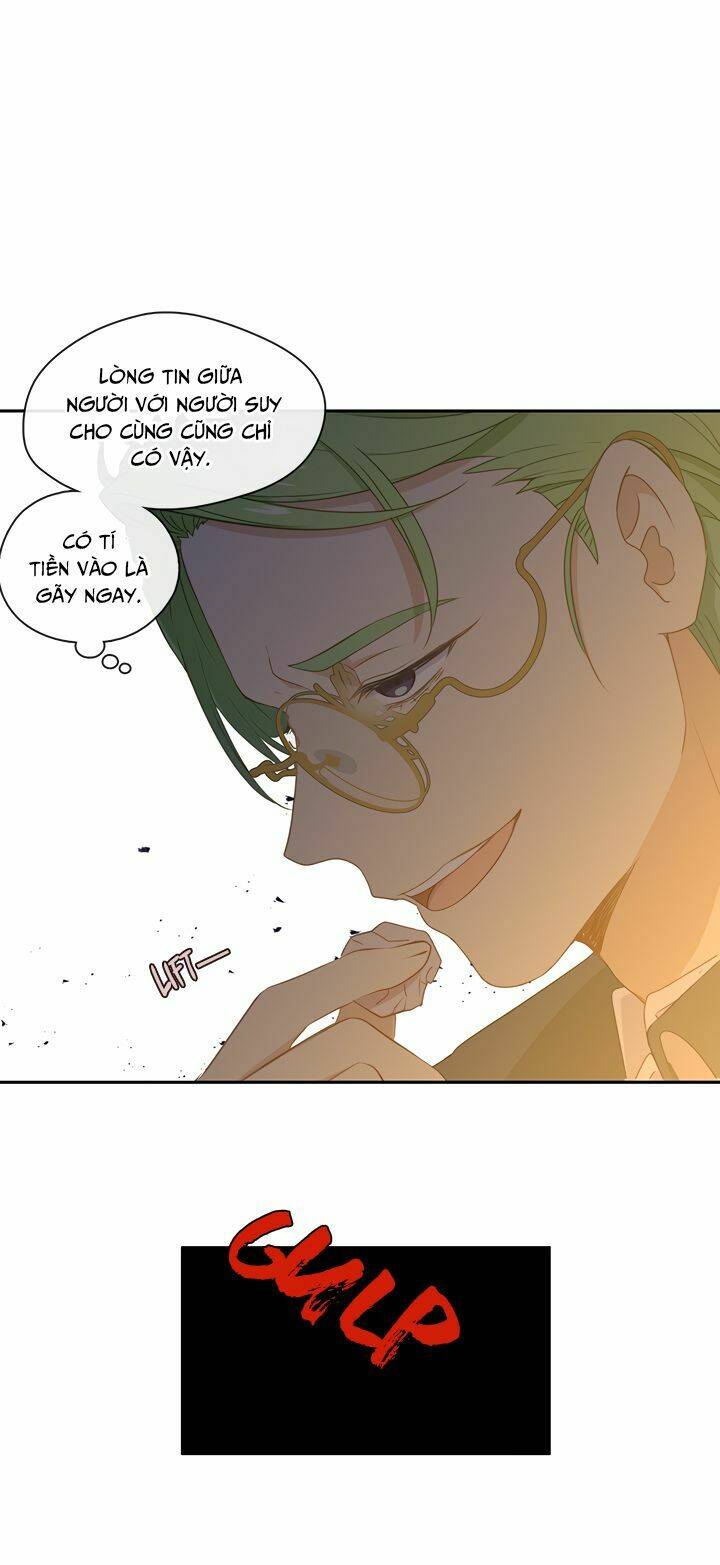 LÒNG TIN GIỮA
NGƯỜI VỚI NGƯỜI SUY
CHO CÙNG CŨNG CHỈ
CÓ VẬY.
CÓ TÍ
TIỀN VÀO LÀ
GÃY NGAY.
LIFT—
GULP